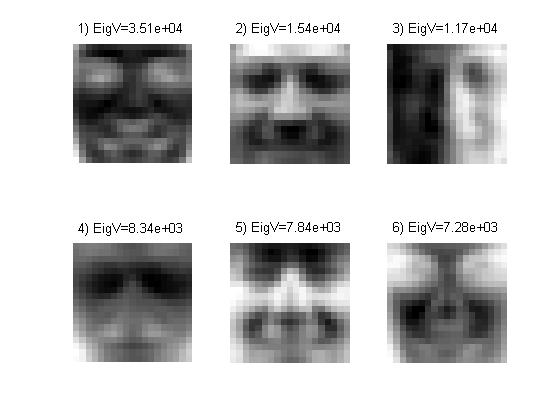 1) EigV=3.51e+04
2) EigV=1.54e+04
3) EigV=1.17e+04
4) EigV=8.34e+03
5) EigV=7.84e+03
6) EigV=7.28e+03